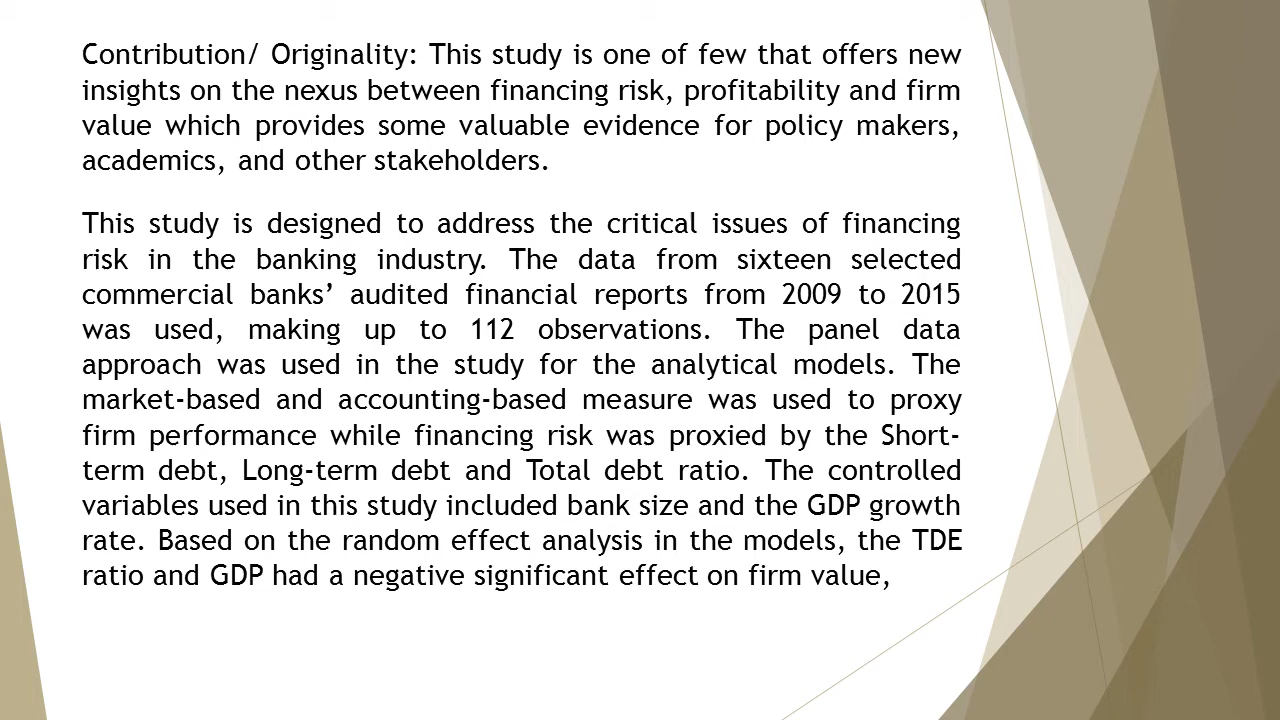 Contribution/ Originality: This study is one of few that offers new
insights on the nexus between financing risk, profitability and firm
value which provides some valuable evidence for policy makers,
academics, and other stakeholders.
This study is designed to address the critical issues of financing
risk in the banking industry. The data from sixteen selected
commercial banks’ audited financial reports from 2009 to 2015
was used, making up to 112 observations. The panel data
approach was used in the study for the analytical models. The
market-based and accounting-based measure was used to proxy
firm performance while financing risk was proxied by the Short-
term debt, Long-term debt and Total debt ratio. The controlled
variables used in this study included bank size and the GDP growth
rate. Based on the random effect analysis in the models, the TDE
ratio and GDP had a negative significant effect on firm value,